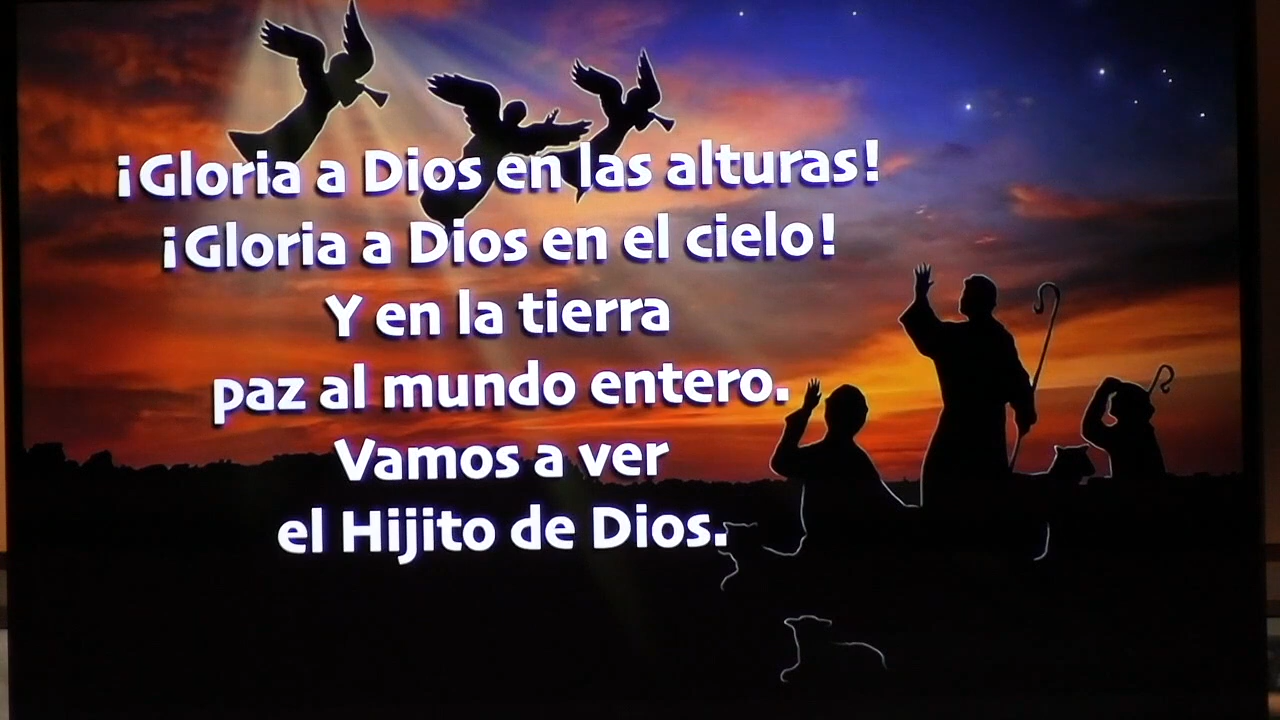 ¡Gloria a Dios en las alturas!
¡Gloria a Dios en el cielo!
Y en la tierra
paz al mundo entero.
Vamos a ver
el Hijito de Dios.